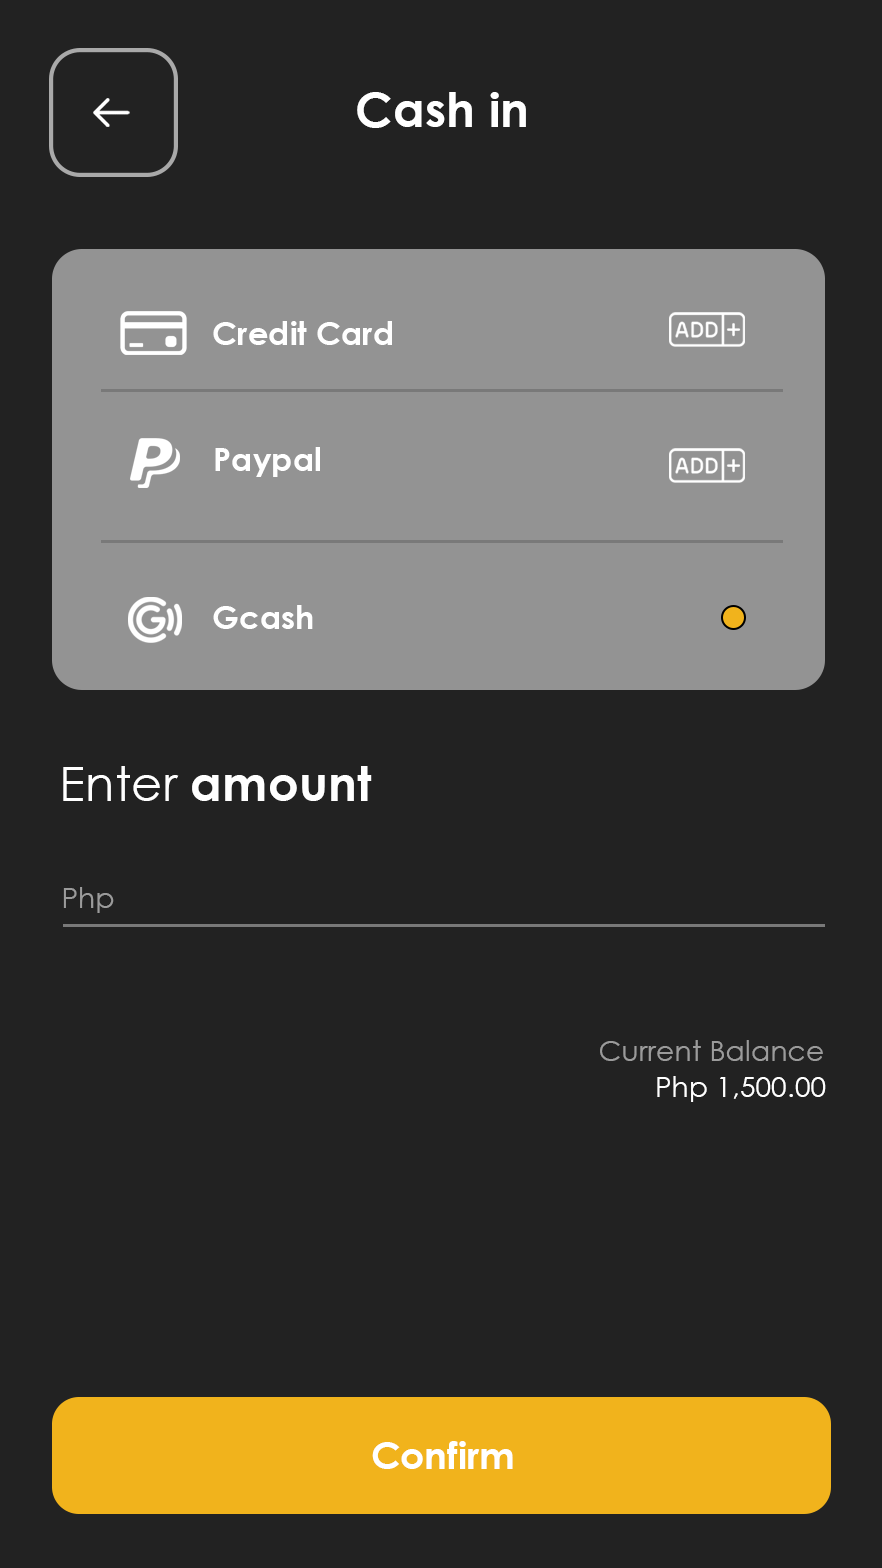 Cash in
Credit Card
ADD +
Paypal
ADD +
Gcash
Enter amount
Php
Current Balance
Php 1,500.00
Confirm